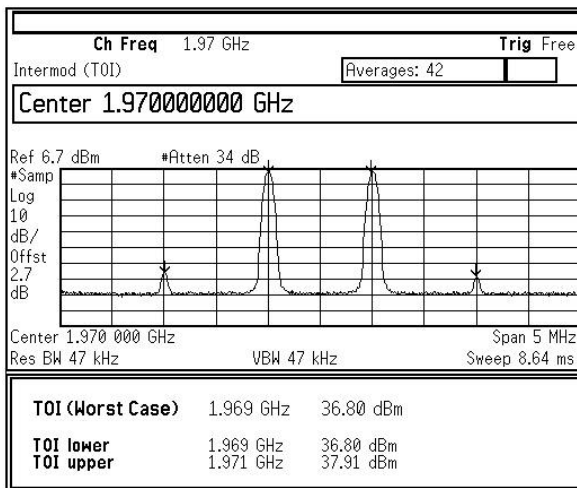 Ch Freq 1.97 GHz Trig Free
Intermod (TOI) Averages: 42
Center 1.970000000 GHz
Ref 6.7 dBm #Atten 34 dB
#Samp
Log
10
dB/
Offst
2.7
dB
Center 1.970 000 GHz Span 5 MHz
Res BW 47 kHz VBW 47 kHz Sweep 8.64 ms
TOI (Worst Case) 1.969 GHz 36.80 dBm
TOI lower 1.969 GHz 36.80 dBm
TOI upper 1.971 GHz 37.91 dBm